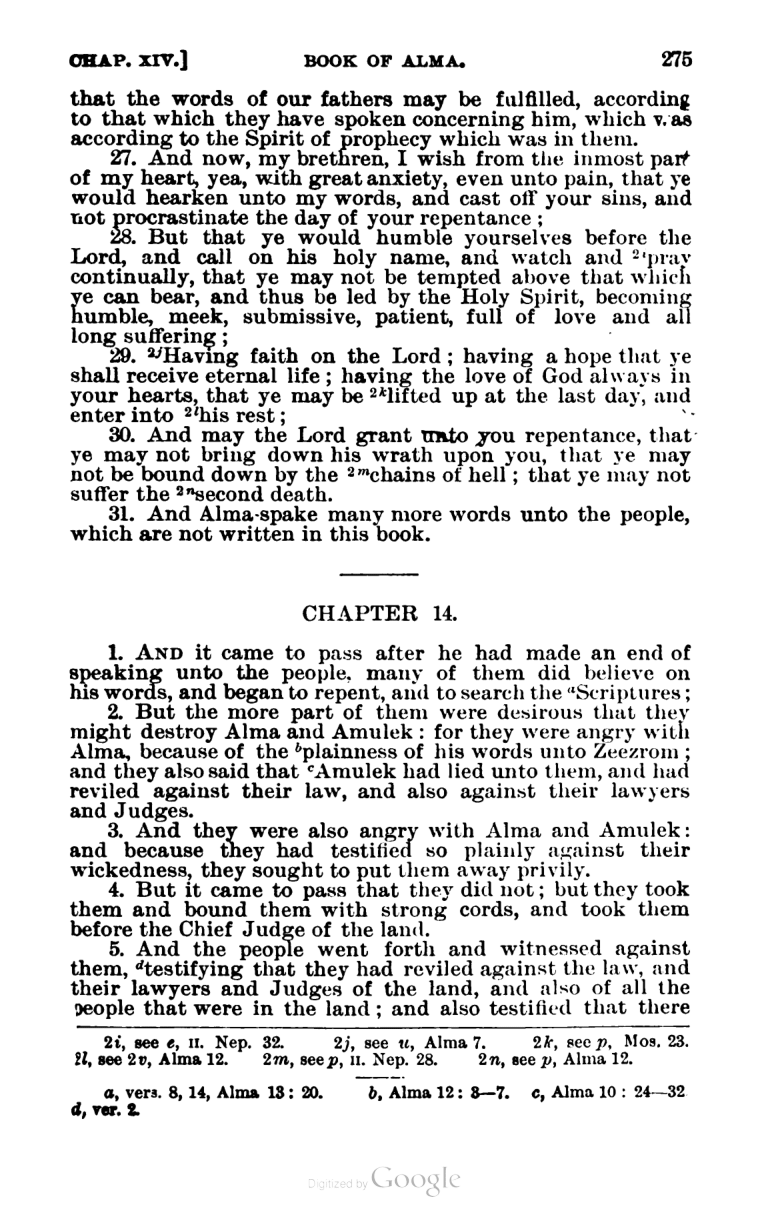 CHAP. XIV.] BOOK OF ALMA. 275
that the words of our fathers may be fulfilled, according
to that which they have spoken concerning him, which was
according to the Spirit of prophecy which was in them.
27. And now, my brethren, I wish from the inmost part
of my heart, yea, with great anxiety, even unto pain, that ye
would hearken unto my words, and cast off your sins, and
not procrastinate the day of your repentance ;
28. But that ye would humble yourselves before the
Lord, and call on his holy name, and watch and 2ipray
continually, that ye may not be tempted above that which
ye can bear, and thus be led by the Holy Spirit, becoming
humble, meek, submissive, patient, full of love and all
long suffering ;
29. 2jHaving faith on the Lord ; having a hope that ye
shall receive eternal life ; having the love of God always in
your hearts, that ye may be 2klifted up at the last day, and
enter into 2lhis rest ;
30. And may the Lord grant unto you repentance, that
ye may not bring down his wrath upon you, that ye may
not be bound down by the 2mchains of hell ; that ye may not
suffer the 2nsecond death.
31. And Alma-spake many more words unto the people,
which are not written in this book.
CHAPTER 14.
1. AND it came to pass after he had made an end of
speaking unto the people, many of them did believe on
his words, and began to repent, and to search the aScriptures ;
2. But the more part of them were desirous that they
might destroy Alma and Amulek : for they were angry with
Alma, because of the bplainness of his words unto Zeezrom ;
and they also said that cAmulek had lied unto them, and had
reviled against their law, and also against their lawyers
and Judges.
3. And they were also angry with Alma and Amulek :
and because they had testified so plainly against their
wickedness, they sought to put them away privily.
4. But it came to pass that they did not ; but they took
them and bound them with strong cords, and took them
before the Chief Judge of the land.
5. And the people went forth and witnessed against
them, dtestifying that they had reviled against the law, and
their lawyers and Judges of the land, and also of all the
people that were in the land ; and also testified that there
2i, see e, II. Nep. 32. 2j, see u, Alma 7. 2k, see p, Mos. 23.
2l, see 2v, Alma 12. 2m, see p, II. Nep. 28. 2n, see p, Alma 12.
a, vers. 8, 14, Alma 13 : 20. b, Alma 12 : 3—7. c, Alma 10 : 24—32
d, ver. 2.
Digitized by Google